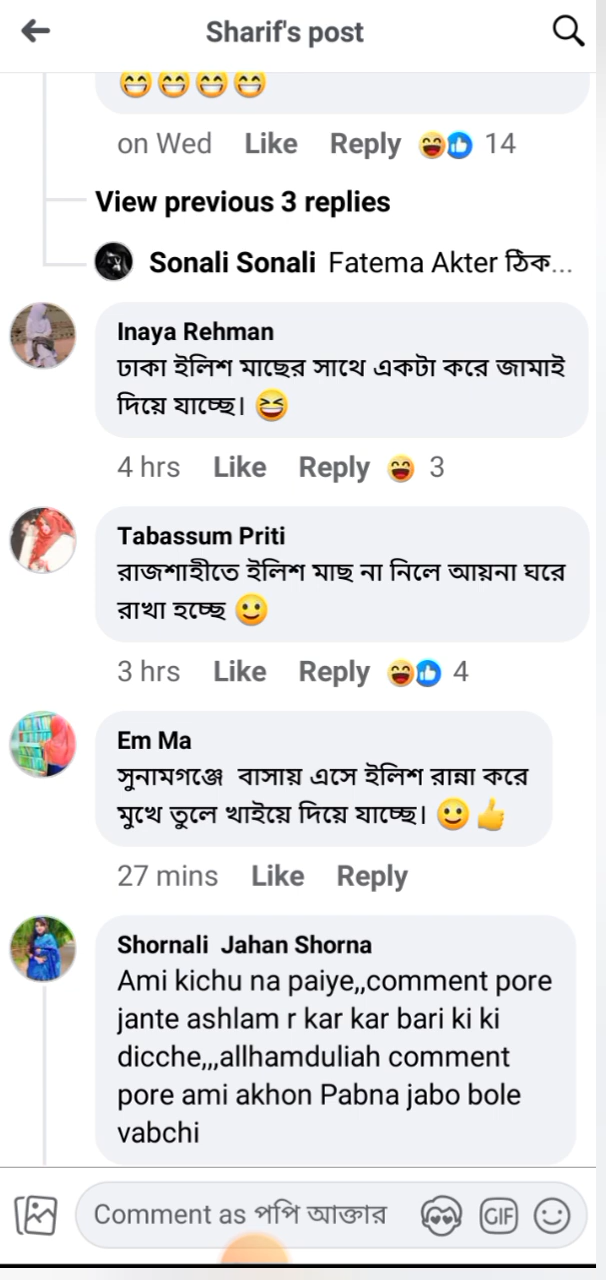 Sharif's post
on Wed Like Reply 14
View previous 3 replies
Sonali Sonali Fatema Akter ঠিক...
Inaya Rehman
ঢাকা ইলিশ মাছের সাথে একটা করে জামাই
দিয়ে যাচ্ছে। 😆
4 hrs Like Reply 3
Tabassum Priti
রাজশাহীতে ইলিশ মাছ না নিলে আয়না ঘরে
রাখা হচ্ছে 🙂
3 hrs Like Reply 4
Em Ma
সুনামগঞ্জে বাসায় এসে ইলিশ রান্না করে
মুখে তুলে খাইয়ে দিয়ে যাচ্ছে। 🙂👍
27 mins Like Reply
Shornali Jahan Shorna
Ami kichu na paiye,,comment pore
jante ashlam r kar kar bari ki ki
dicche,,,allhamduliah comment
pore ami akhon Pabna jabo bole
vabchi
Comment as পপি আক্তার GIF